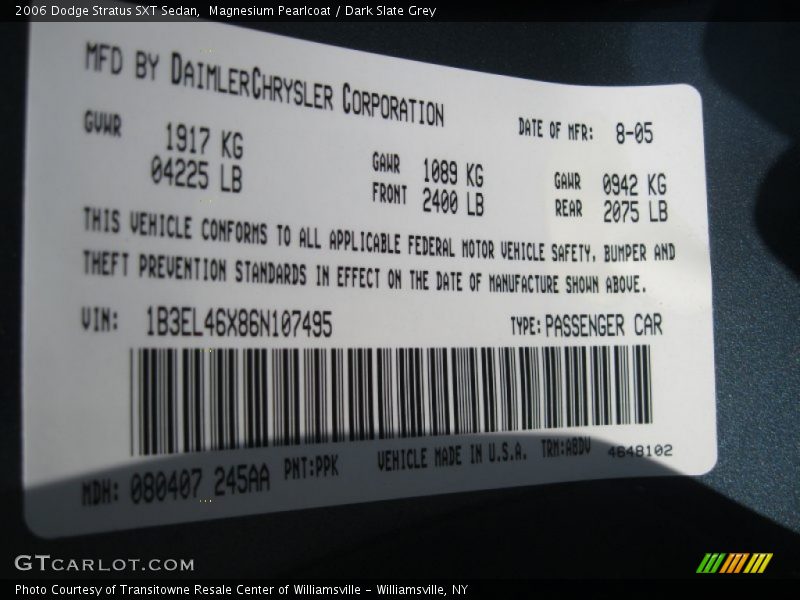 2006 Dodge Stratus SXT Sedan, Magnesium Pearlcoat / Dark Slate Grey
MFD BY DAIMLERCHRYSLER CORPORATION
DATE OF MFR: 8-05
GVWR 1917 KG
04225 LB
GAWR 1089 KG
FRONT 2400 LB
GAWR 0942 KG
REAR 2075 LB
THIS VEHICLE CONFORMS TO ALL APPLICABLE FEDERAL MOTOR VEHICLE SAFETY, BUMPER AND
THEFT PREVENTION STANDARDS IN EFFECT ON THE DATE OF MANUFACTURE SHOWN ABOVE.
VIN: 1B3EL46X86N107495 TYPE: PASSENGER CAR
MDH: 080407 245AA PNT:PPK VEHICLE MADE IN U.S.A. TRM:ABDV 4648102
GTCARLOT.COM
Photo Courtesy of Transitowne Resale Center of Williamsville - Williamsville, NY